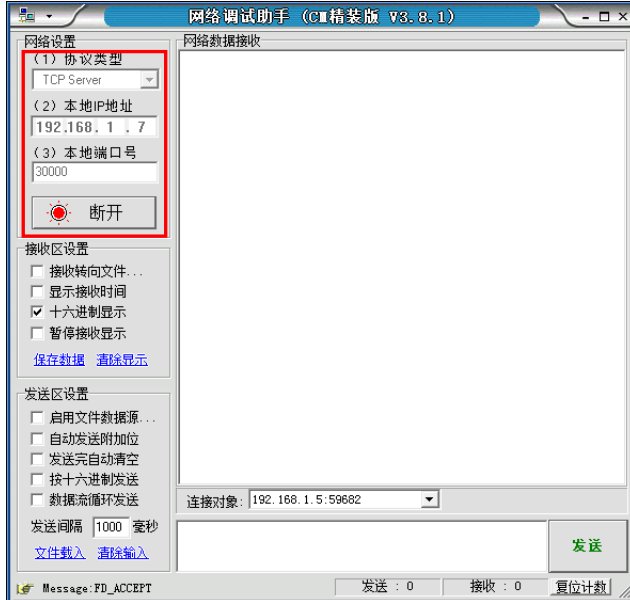 网络调试助手 (CⅢ精装版 V3.8.1)
网络设置
(1) 协议类型
TCP Server
(2) 本地IP地址
192.168. 1 . 7
(3) 本地端口号
30000
断开
接收区设置
接收转向文件...
显示接收时间
十六进制显示
暂停接收显示
保存数据 清除显示
发送区设置
启用文件数据源...
自动发送附加位
发送完自动清空
按十六进制发送
数据流循环发送
发送间隔 1000 毫秒
文件载入 清除输入
网络数据接收
连接对象: 192.168.1.5:59682
发送
Message:FD_ACCEPT
发送 : 0
接收 : 0
复位计数